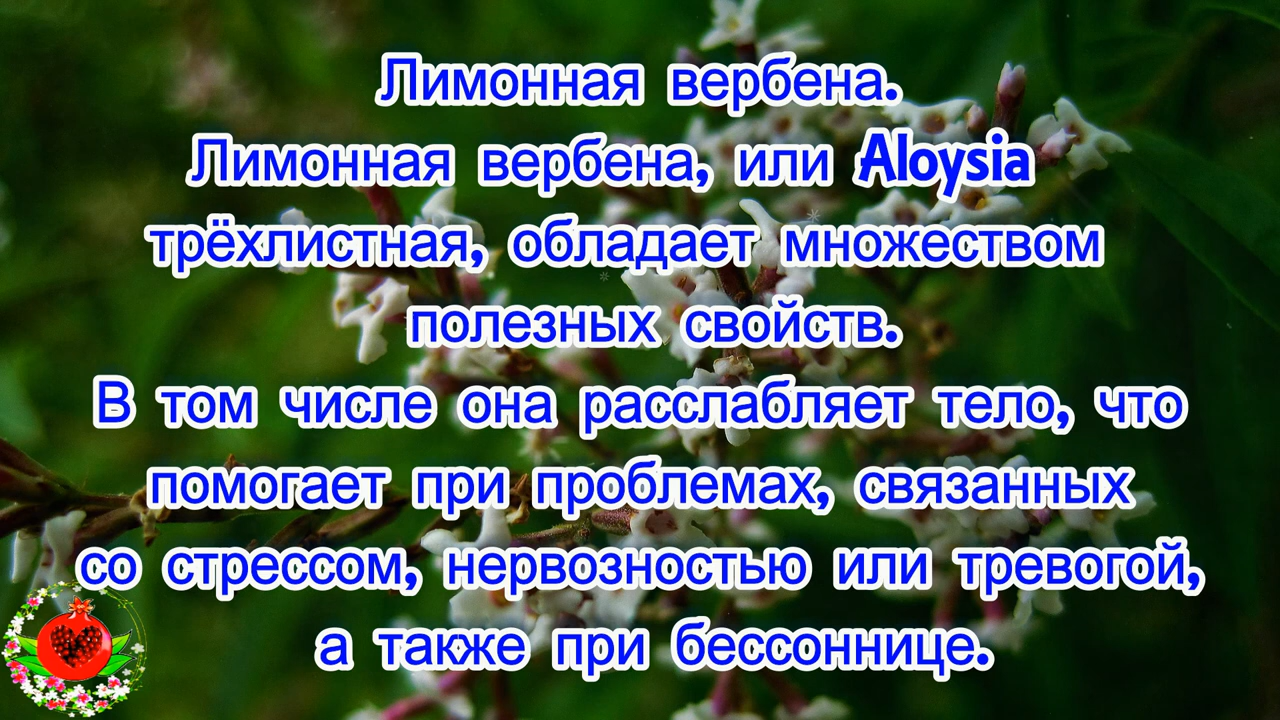 Лимонная вербена.
Лимонная вербена, или Aloysia
трёхлистная, обладает множеством
полезных свойств.
В том числе она расслабляет тело, что
помогает при проблемах, связанных
со стрессом, нервозностью или тревогой,
а также при бессоннице.